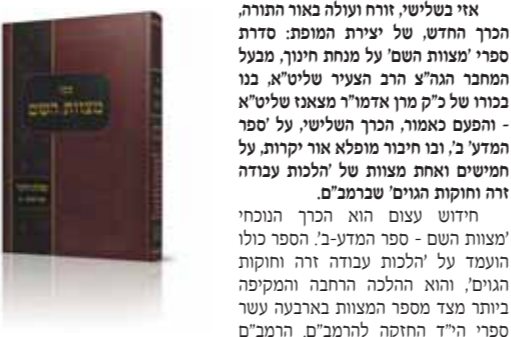 אזי בשלישי, זורח ועולה באור התורה,
הכרך החדש, של יצירת המופת: סדרת
ספרי 'מצוות השם' על מנחת חינוך, מבעל
המחבר הגה"צ הרב הצעיר שליט"א, בנו
בכורו של כ"ק מרן אדמו"ר מצאנז שליט"א
- והפעם כאמור, הכרך השלישי, על 'ספר
המדע' ב', ובו חיבור מופלא אור יקרות, על
חמישים ואחת מצוות של 'הלכות עבודה
זרה וחוקות הגוים' שברמב"ם.
חידוש עצום הוא הכרך הנוכחי
'מצוות השם - ספר המדע-ב'. הספר כולו
הועמד על 'הלכות עבודה זרה וחוקות
הגוים', והוא ההלכה הרחבה והמקיפה
ביותר מצד מספר המצוות בארבעה עשר
ספרי הי"ד החזקה להרמב"ם. הרמב"ם
ספר
מצוות השם